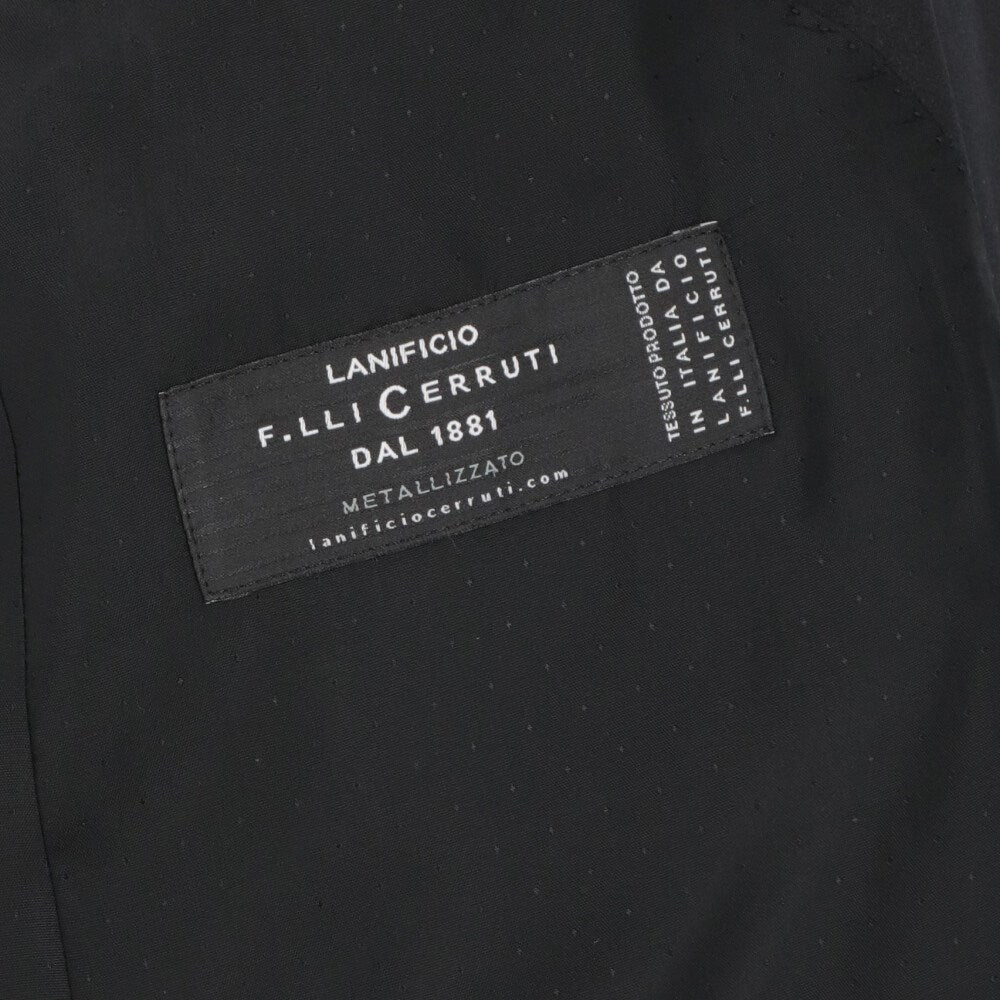 LANIFICIO
F.LLI CERRUTI
DAL 1881
METALLIZZATO
lanificiocerruti.com
TESSUTO PRODOTTO
IN ITALIA DA
LANIFICIO
F.LLI CERRUTI